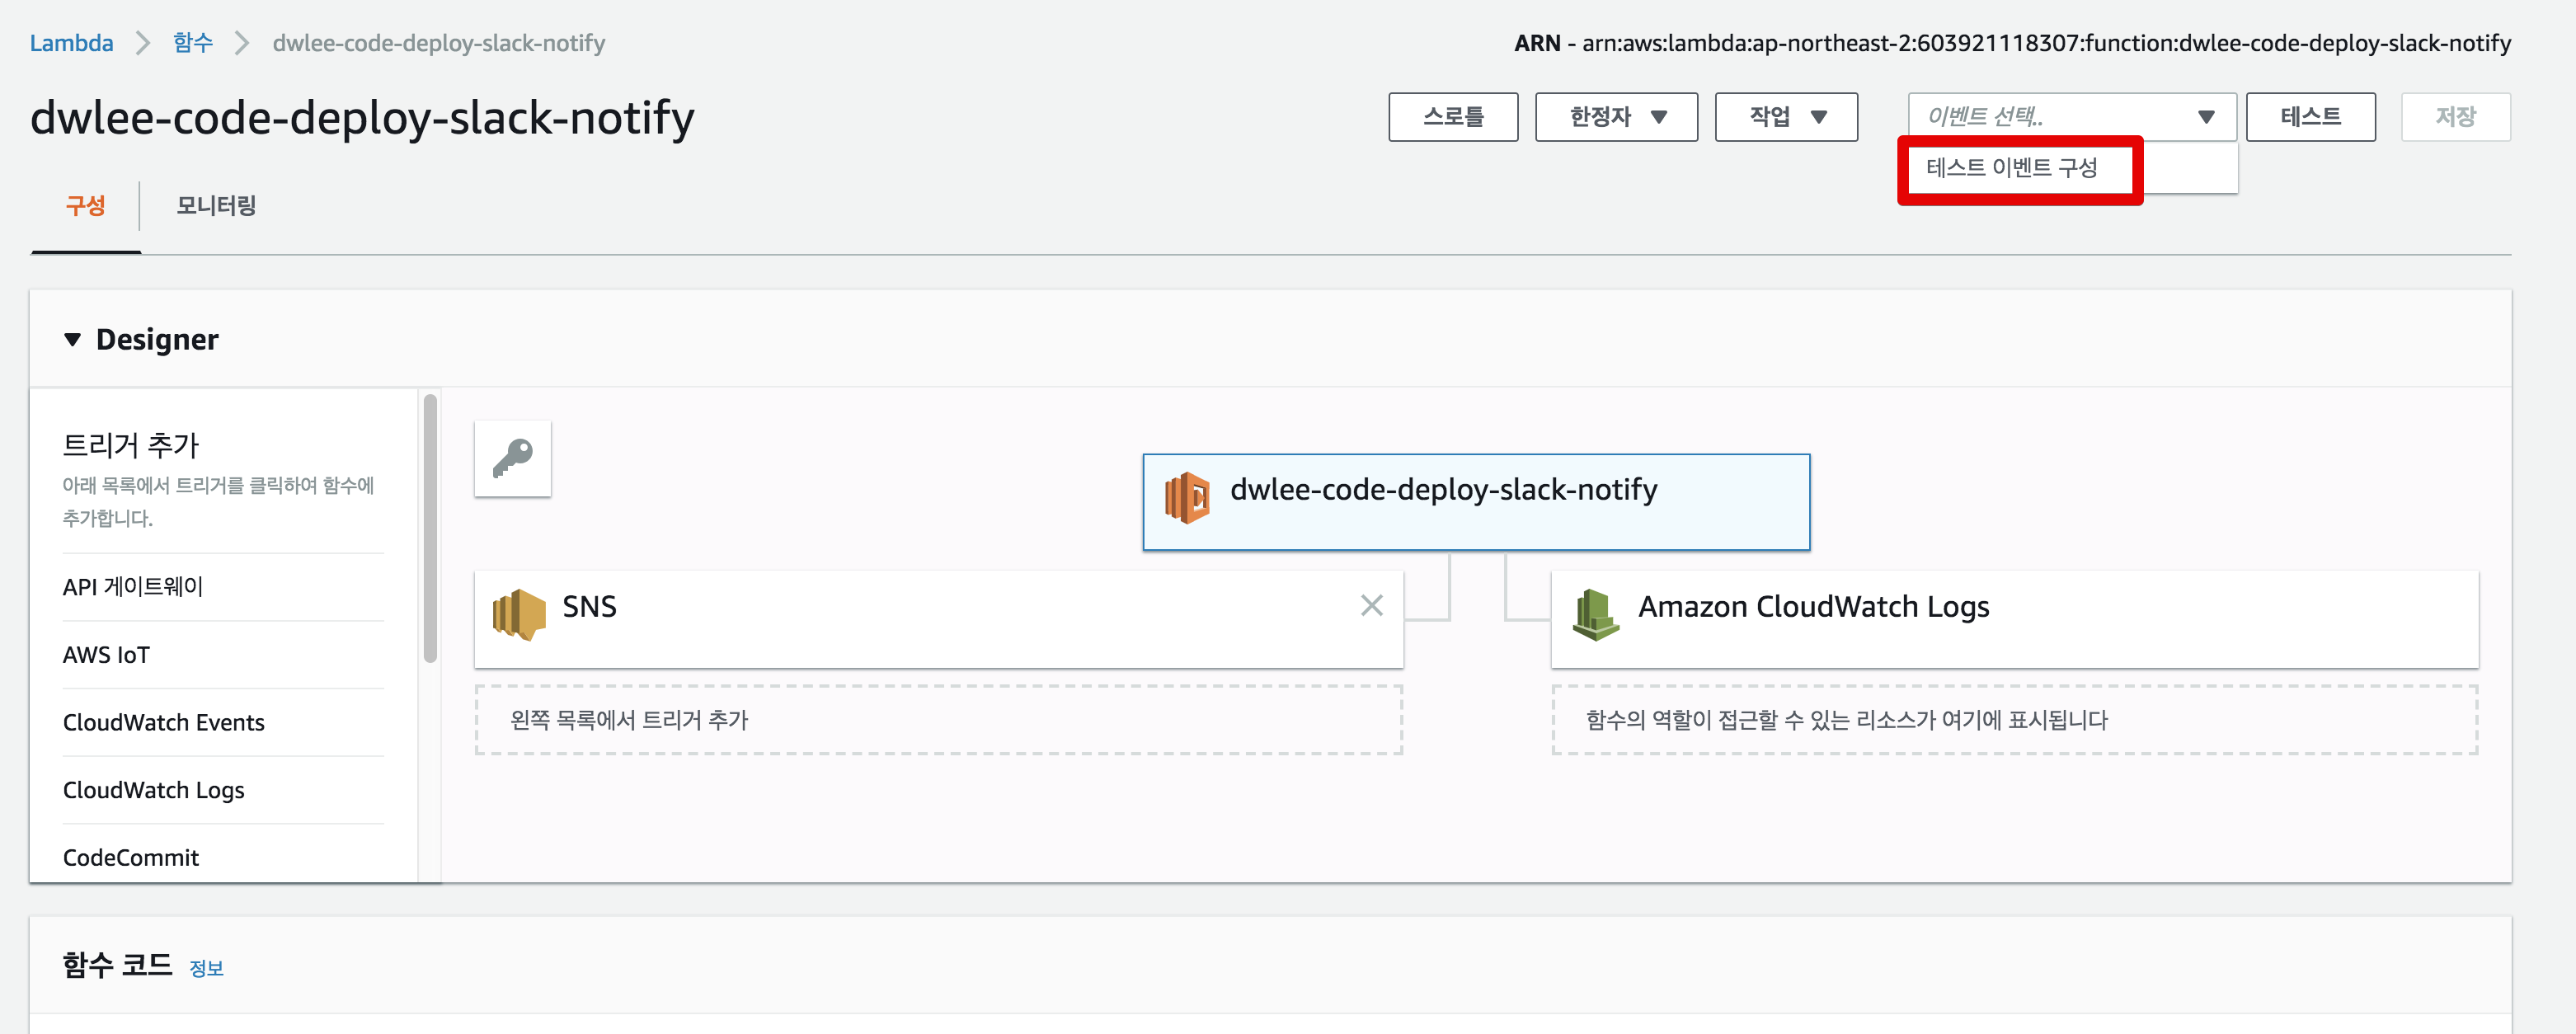 Lambda 함수 dwlee-code-deploy-slack-notify
ARN - arn:aws:lambda:ap-northeast-2:603921118307:function:dwlee-code-deploy-slack-notify
dwlee-code-deploy-slack-notify
스로틀 한정자 작업 이벤트 선택.. 테스트 저장
테스트 이벤트 구성
구성 모니터링
Designer
트리거 추가
아래 목록에서 트리거를 클릭하여 함수에
추가합니다.
API 게이트웨이
AWS IoT
CloudWatch Events
CloudWatch Logs
CodeCommit
dwlee-code-deploy-slack-notify
SNS
Amazon CloudWatch Logs
왼쪽 목록에서 트리거 추가
함수의 역할이 접근할 수 있는 리소스가 여기에 표시됩니다
함수 코드 정보